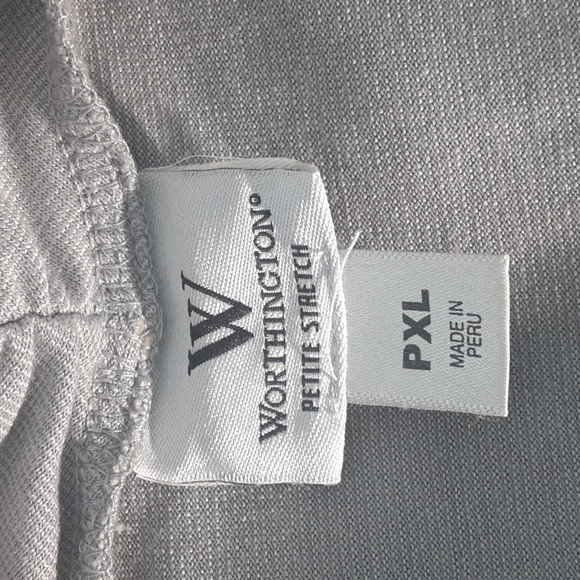 W
WORTHINGTON®
PETITE STRETCH
PXL
MADE IN
PERU